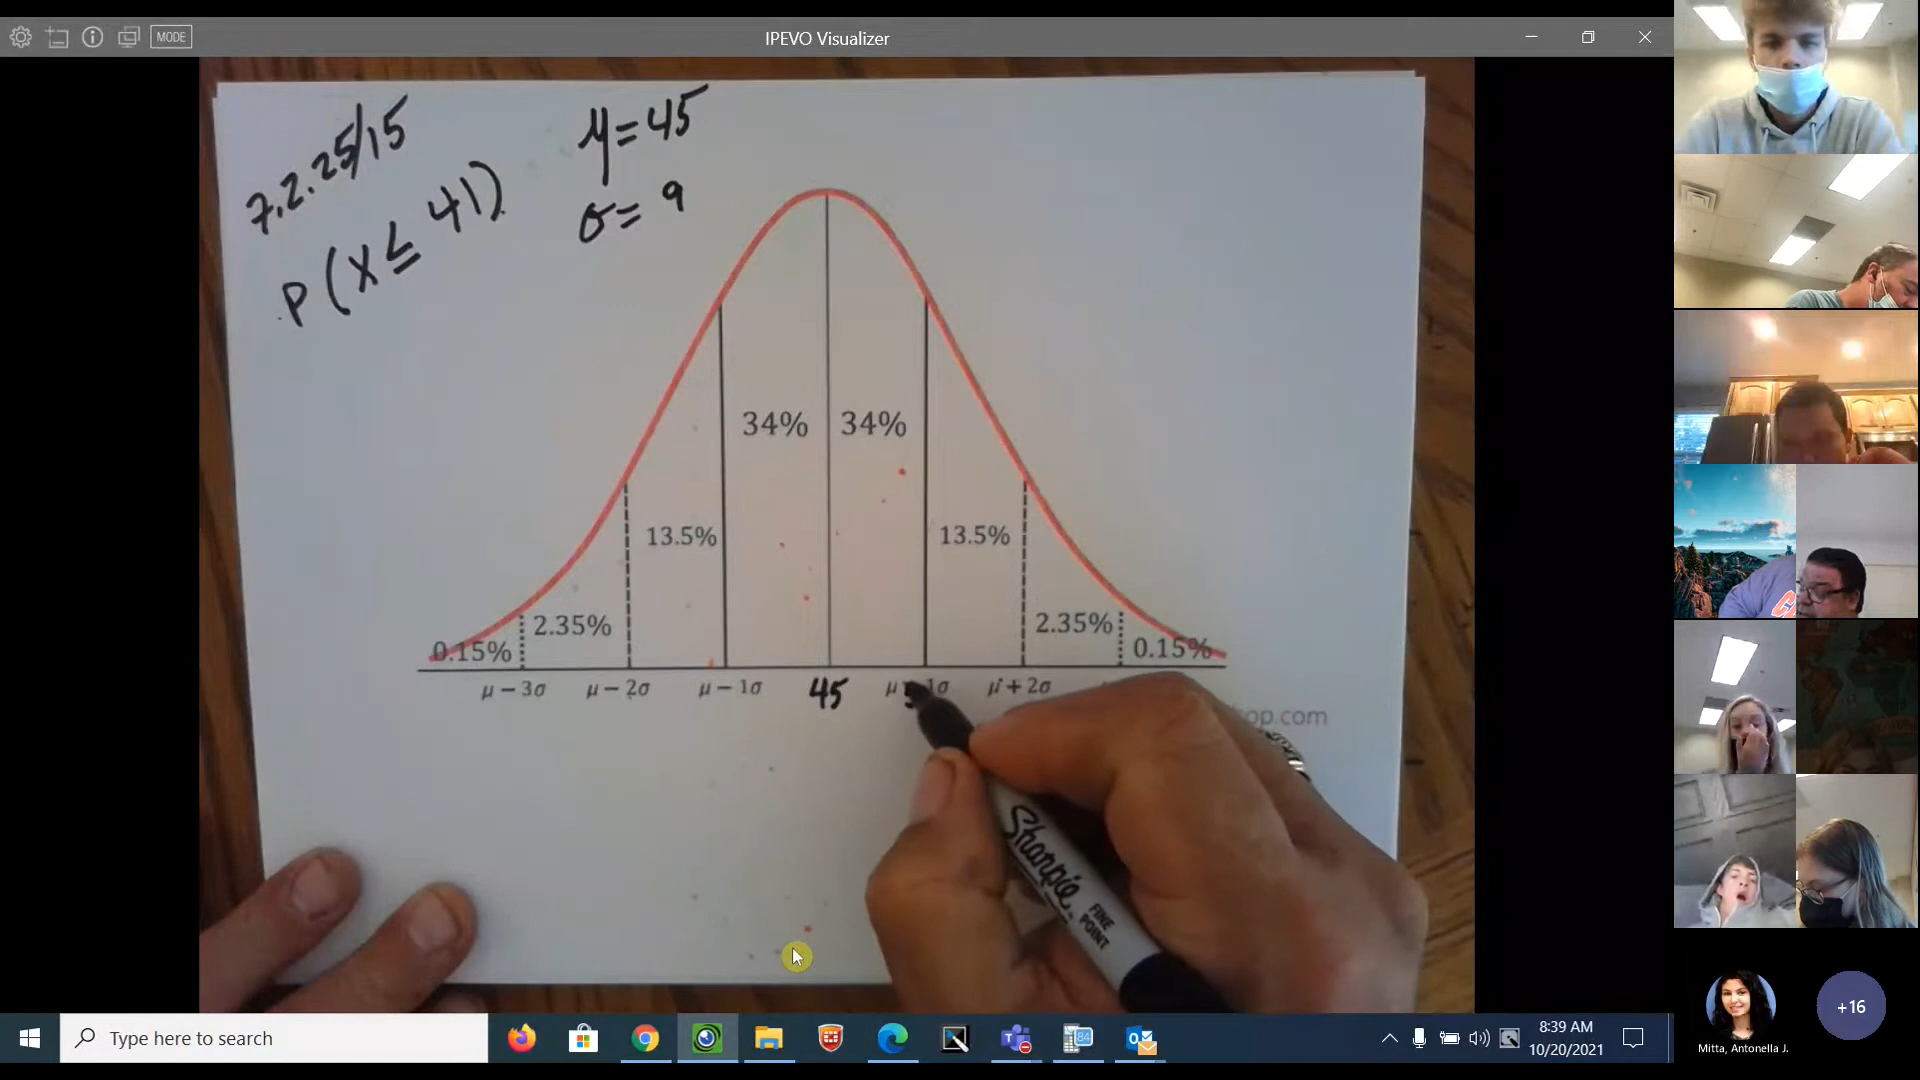 MODE
IPEVO Visualizer
7.2.25/15
P(X ≤ 41)
μ = 45
σ = 9
34%
34%
13.5%
13.5%
2.35%
2.35%
0.15%
0.15%
μ − 3σ
μ − 2σ
μ − 1σ
45
μ 1σ
μ + 2σ
op.com
Sharpie.
FINE
POINT
Type here to search
84
8:39 AM
10/20/2021
Mitta, Antonella J.
+16